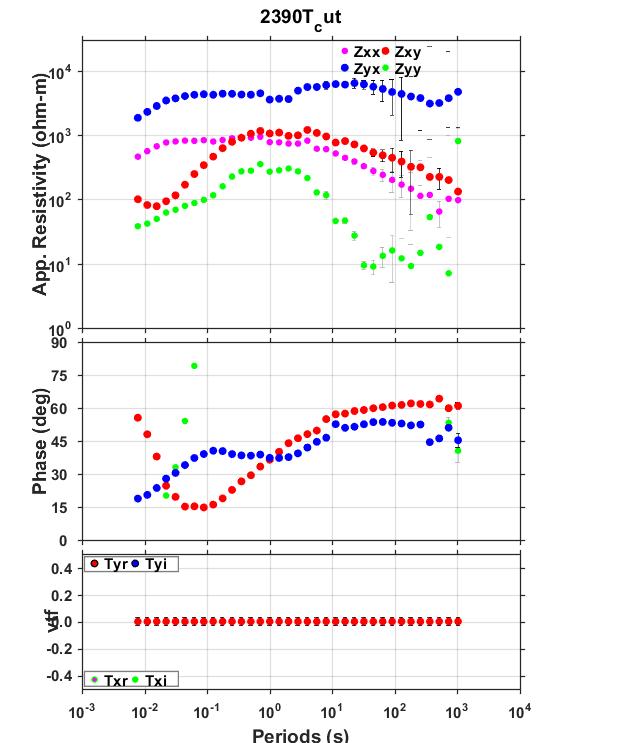 2390T_cut
Zxx Zxy
Zyx Zyy
10^4
10^3
10^2
10^1
10^0
App. Resistivity (ohm-m)
90
75
60
45
30
15
0
Phase (deg)
Tyr Tyi
0.4
0.2
0.0
-0.2
-0.4
vtf
Txr Txi
10^-3 10^-2 10^-1 10^0 10^1 10^2 10^3 10^4
Periods (s)